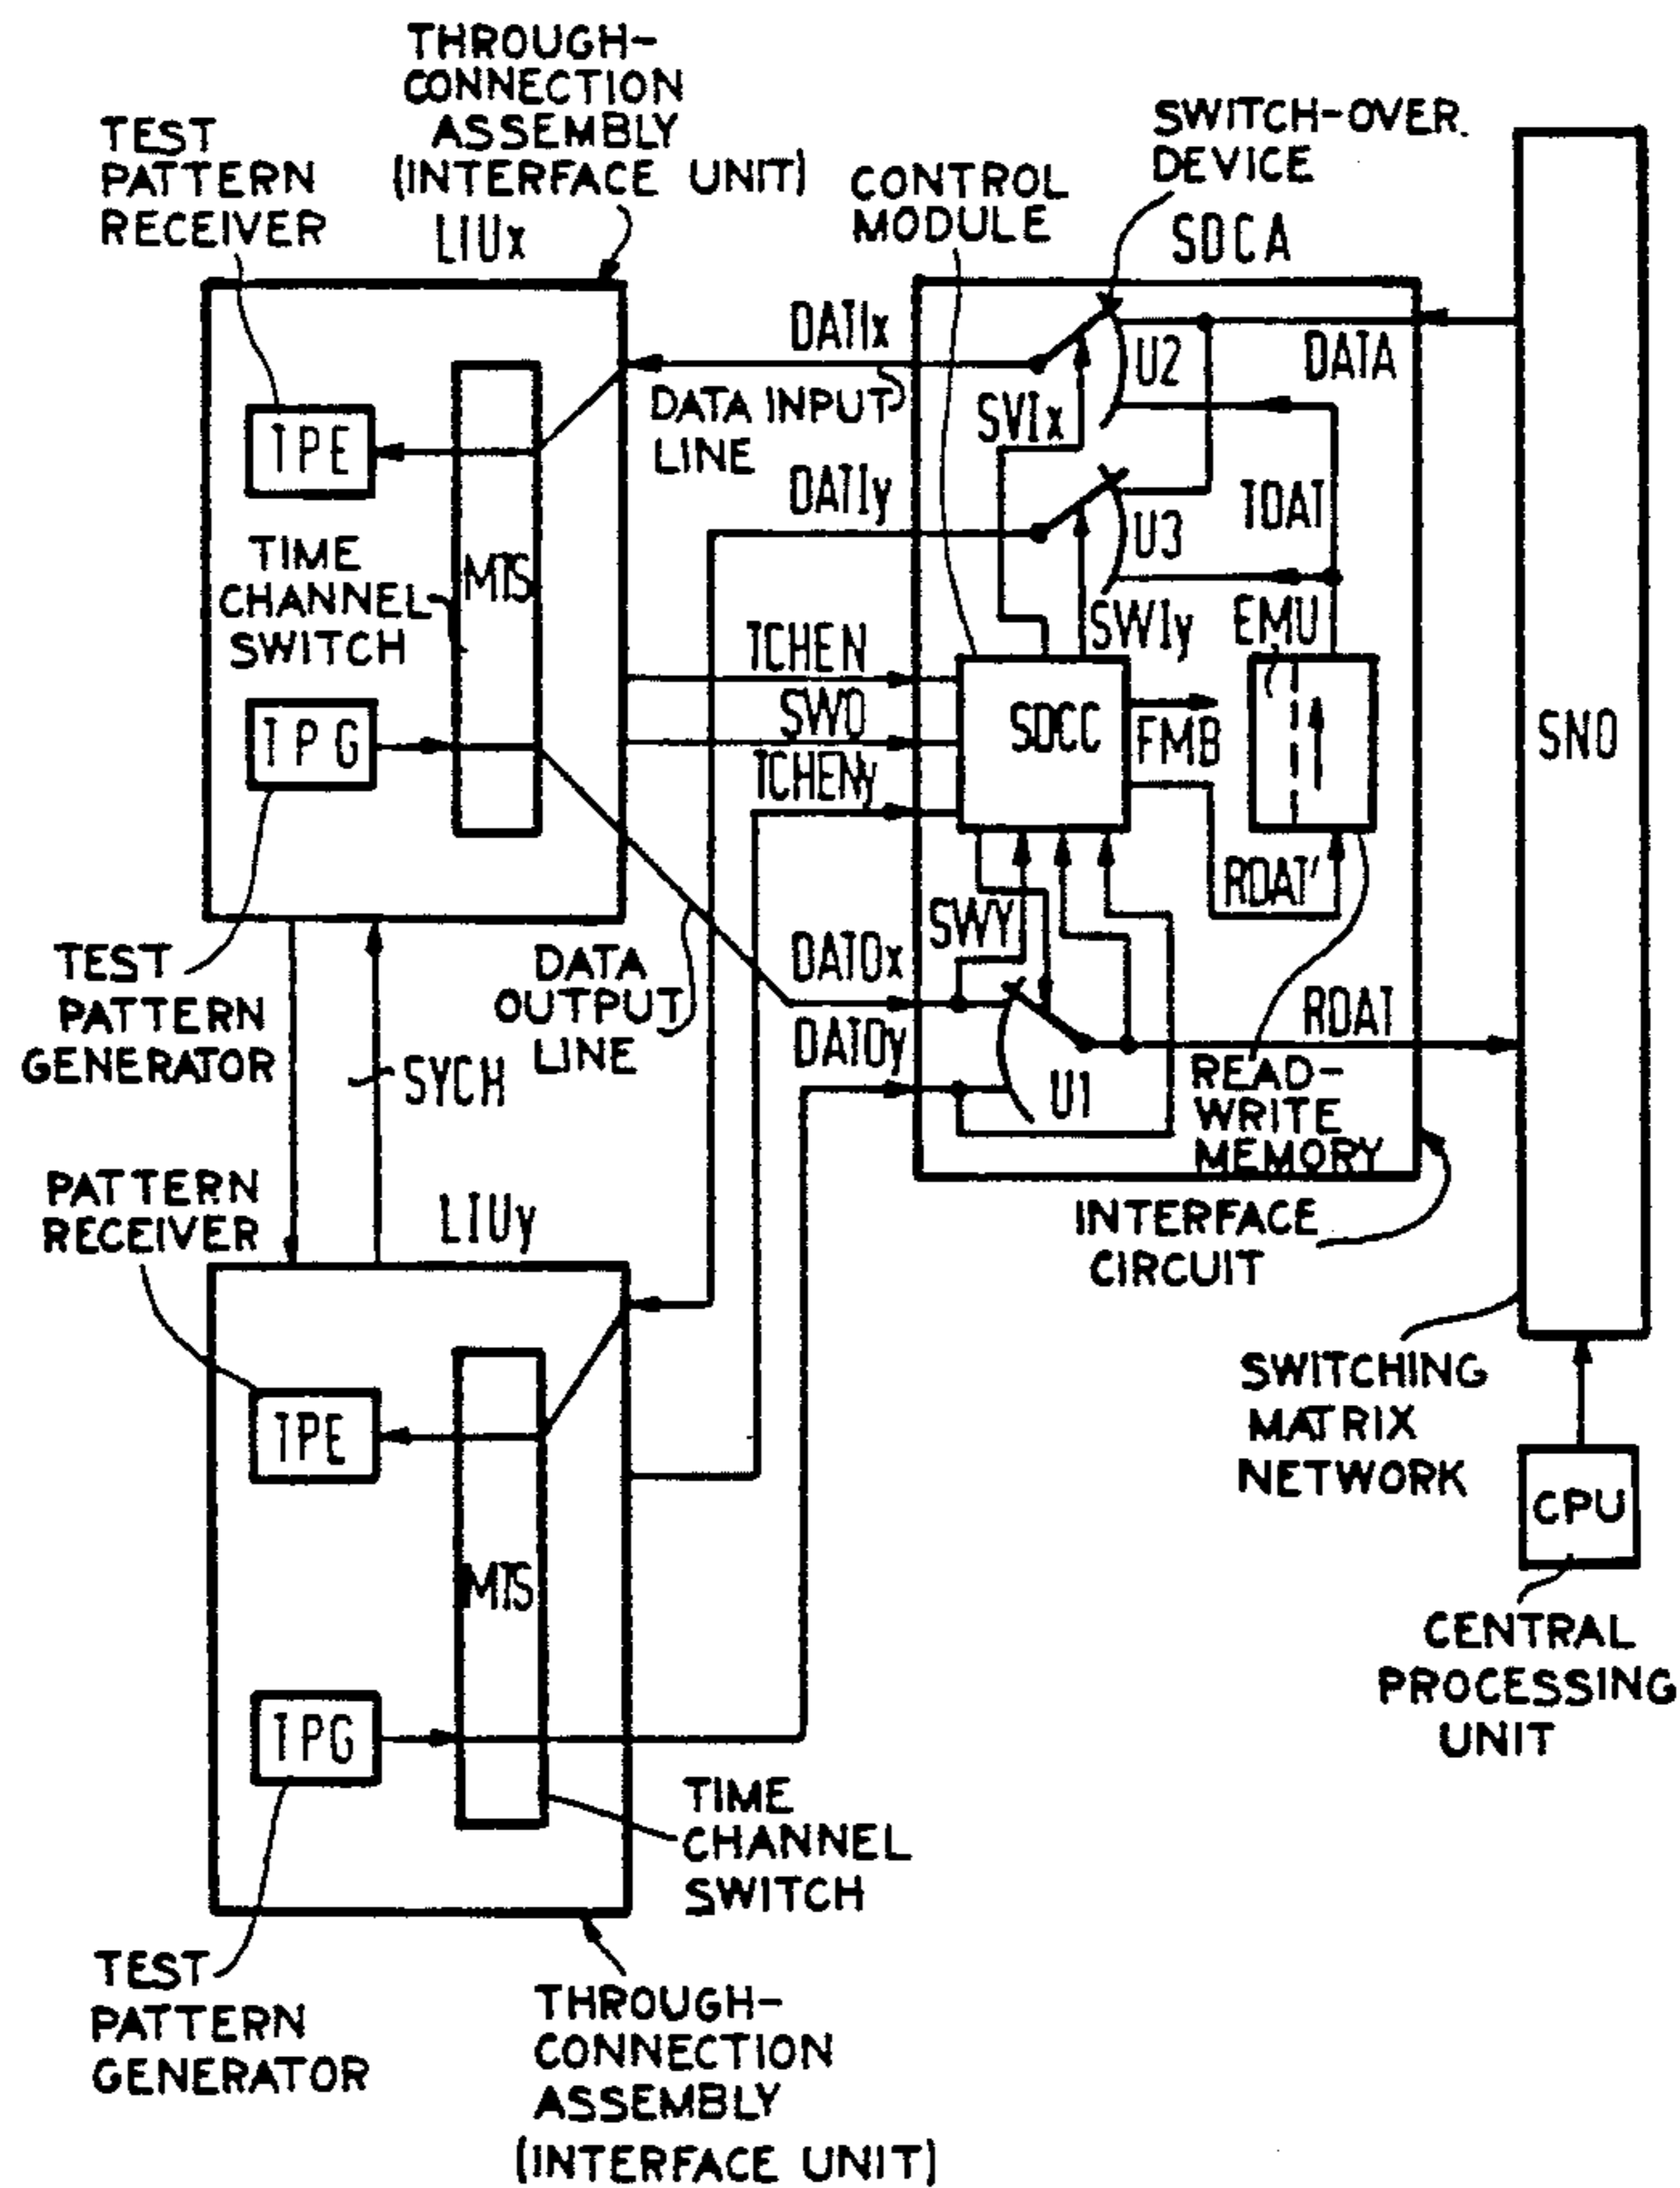 THROUGH-
CONNECTION
ASSEMBLY
(INTERFACE UNIT)
LIUx
TEST
PATTERN
RECEIVER
CONTROL
MODULE
SWITCH-OVER
DEVICE
SDCA
DATIx
DATA INPUT
LINE
DATIy
SVIx
U2
DATA
TPE
TIME
CHANNEL
SWITCH
MTS
U3
TDAT
SWIy
EMU
TCHEN
SWO
TCHENy
SDCC
FMB
SNO
TPG
RDAT'
SWY
DATOx
DATOy
U1
RDAT
TEST
PATTERN
GENERATOR
DATA
OUTPUT
LINE
SYCH
READ-
WRITE
MEMORY
PATTERN
RECEIVER
LIUy
INTERFACE
CIRCUIT
SWITCHING
MATRIX
NETWORK
TPE
MTS
CPU
CENTRAL
PROCESSING
UNIT
TPG
TIME
CHANNEL
SWITCH
TEST
PATTERN
GENERATOR
THROUGH-
CONNECTION
ASSEMBLY
(INTERFACE UNIT)